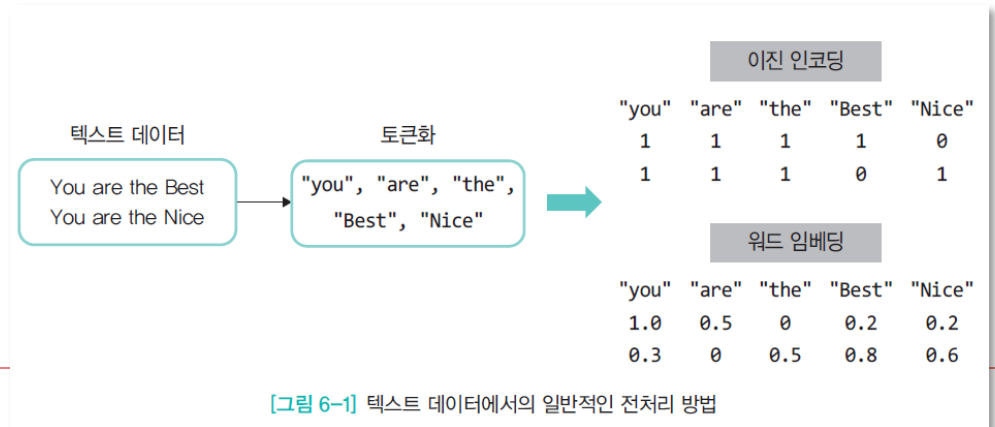 텍스트 데이터
You are the Best
You are the Nice
토큰화
"you", "are", "the",
"Best", "Nice"
이진 인코딩
"you" "are" "the" "Best" "Nice"
1 1 1 1 0
1 1 1 0 1
워드 임베딩
"you" "are" "the" "Best" "Nice"
1.0 0.5 0 0.2 0.2
0.3 0 0.5 0.8 0.6
[그림 6-1] 텍스트 데이터에서의 일반적인 전처리 방법